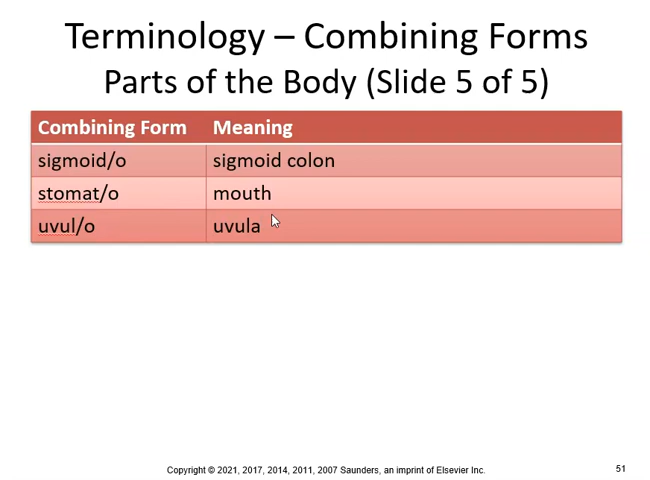 Terminology – Combining Forms
Parts of the Body (Slide 5 of 5)
Combining Form Meaning
sigmoid/o sigmoid colon
stomat/o mouth
uvul/o uvula
Copyright © 2021, 2017, 2014, 2011, 2007 Saunders, an imprint of Elsevier Inc.
51